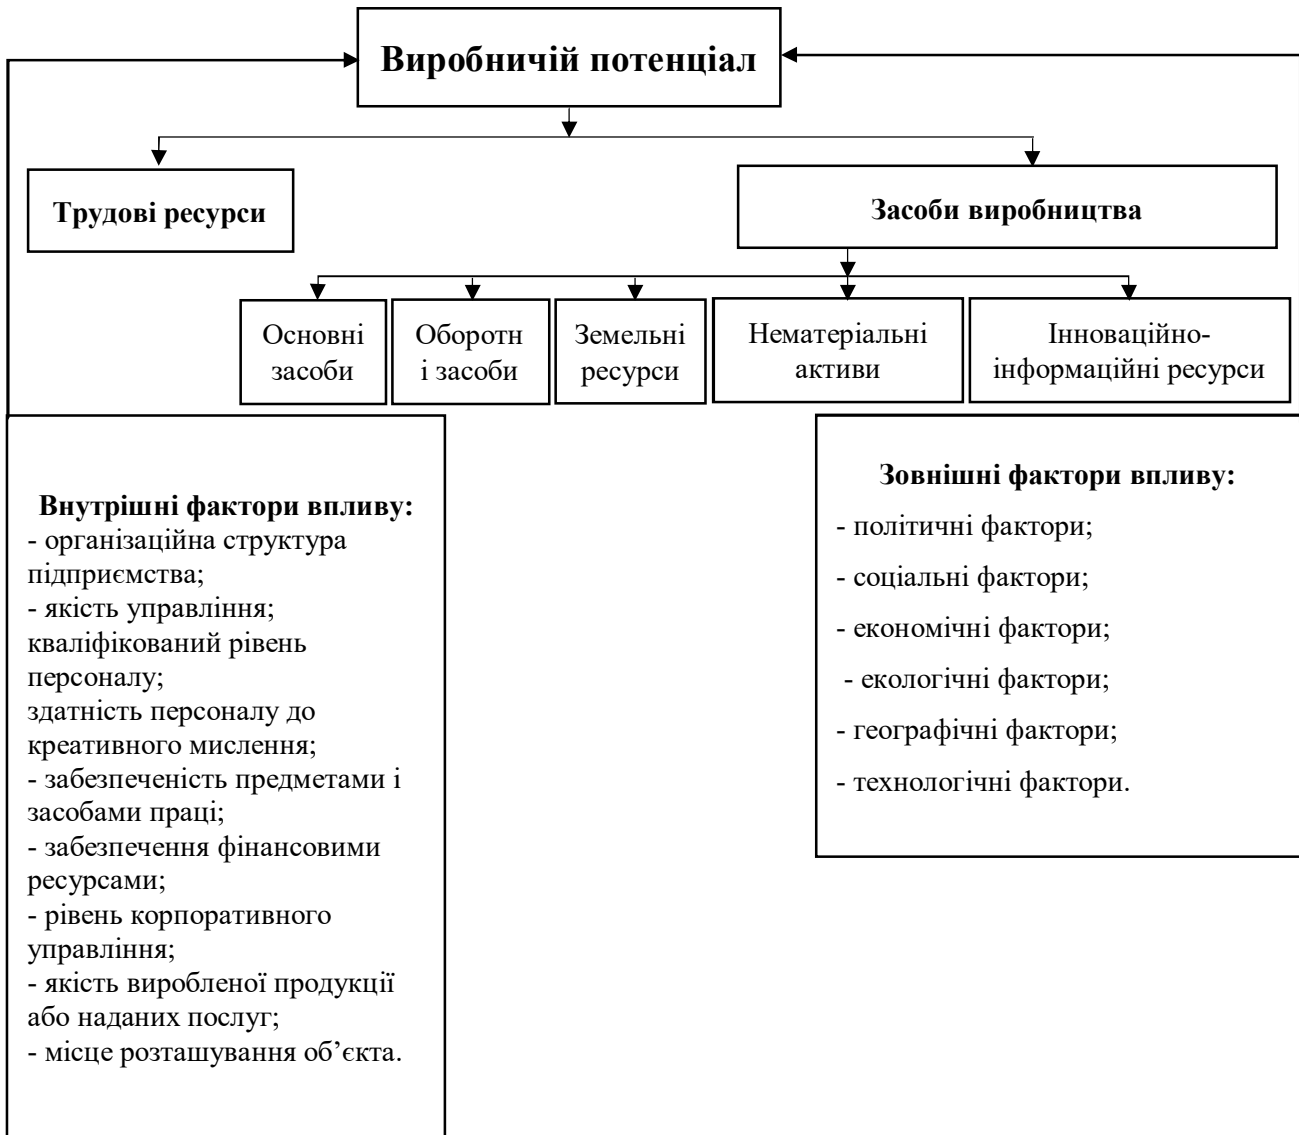 Виробничій потенціал
Трудові ресурси
Засоби виробництва
Основні
засоби
Оборотн
і засоби
Земельні
ресурси
Нематеріальні
активи
Інноваційно-
інформаційні ресурси
Внутрішні фактори впливу:
- організаційна структура
підприємства;
- якість управління;
кваліфікований рівень
персоналу;
здатність персоналу до
креативного мислення;
- забезпеченість предметами і
засобами праці;
- забезпечення фінансовими
ресурсами;
- рівень корпоративного
управління;
- якість виробленої продукції
або наданих послуг;
- місце розташування об’єкта.
Зовнішні фактори впливу:
- політичні фактори;
- соціальні фактори;
- економічні фактори;
- екологічні фактори;
- географічні фактори;
- технологічні фактори.